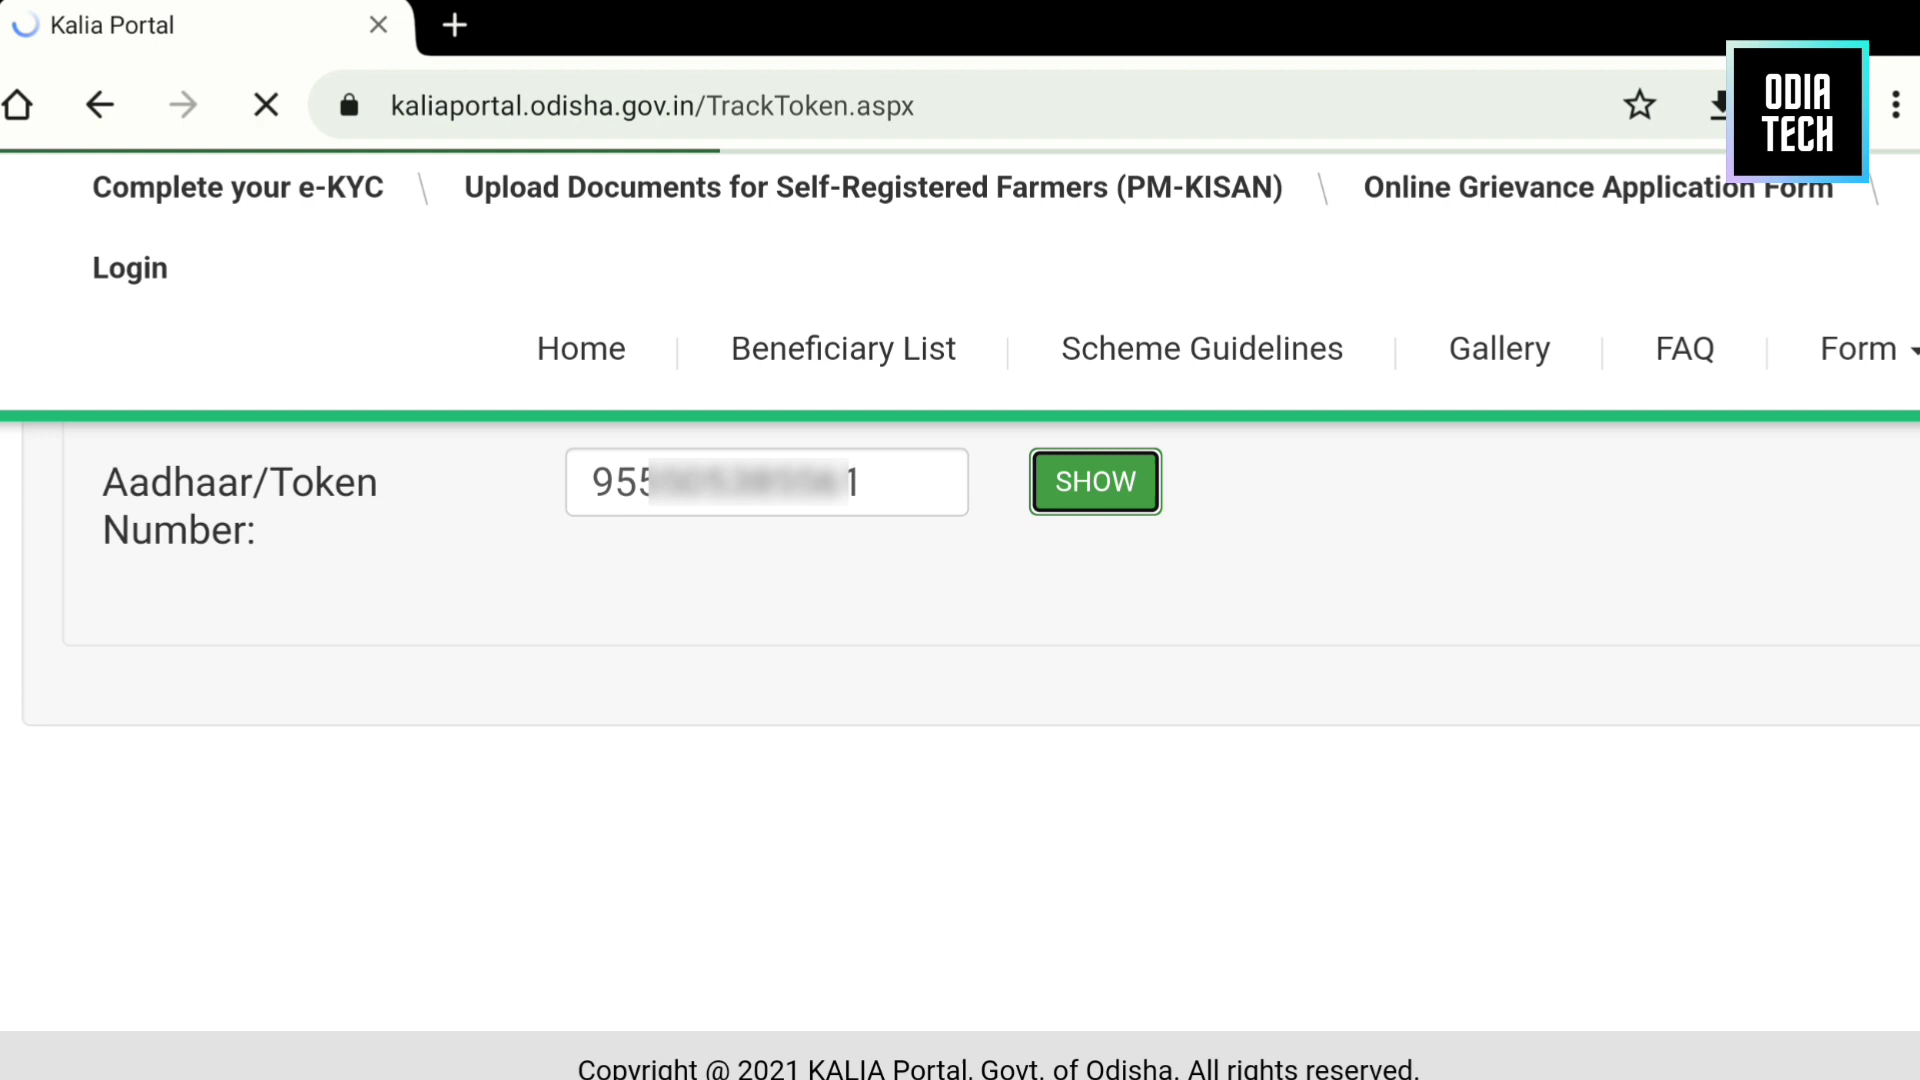 Kalia Portal
kaliaportal.odisha.gov.in/TrackToken.aspx
ODIA
TECH
Complete your e-KYC \ Upload Documents for Self-Registered Farmers (PM-KISAN) \ Online Grievance Application Form \
Login
Home | Beneficiary List | Scheme Guidelines | Gallery | FAQ | Form
Aadhaar/Token
Number:
SHOW
Copyright @ 2021 KALIA Portal, Govt. of Odisha. All rights reserved.